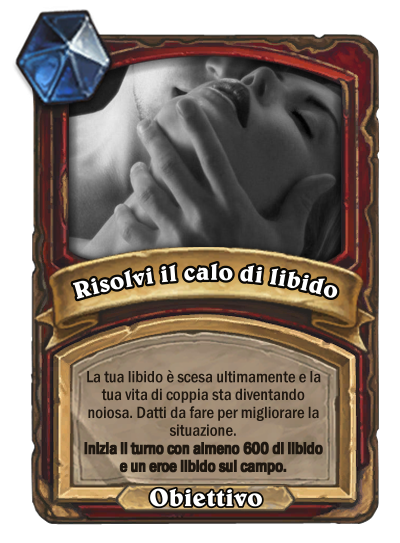 Risolvi il calo di libido
La tua libido è scesa ultimamente e la
tua vita di coppia sta diventando
noiosa. Datti da fare per migliorare la
situazione.
Inizia il turno con almeno 600 di libido
e un eroe libido sul campo.
Obiettivo